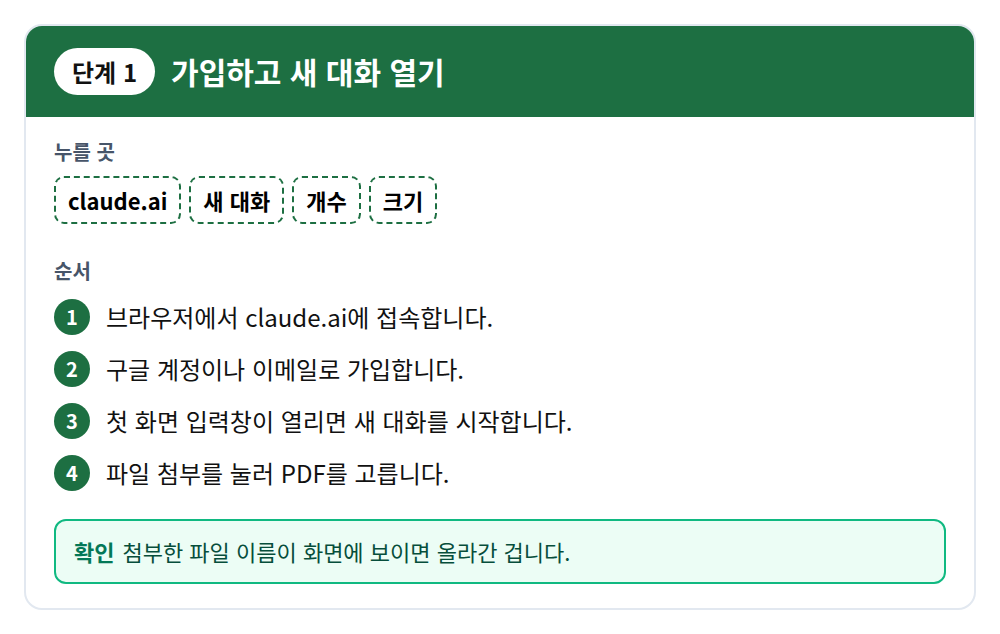 단계 1 가입하고 새 대화 열기
누를 곳
claude.ai 새 대화 개수 크기
순서
1 브라우저에서 claude.ai에 접속합니다.
2 구글 계정이나 이메일로 가입합니다.
3 첫 화면 입력창이 열리면 새 대화를 시작합니다.
4 파일 첨부를 눌러 PDF를 고릅니다.
확인 첨부한 파일 이름이 화면에 보이면 올라간 겁니다.